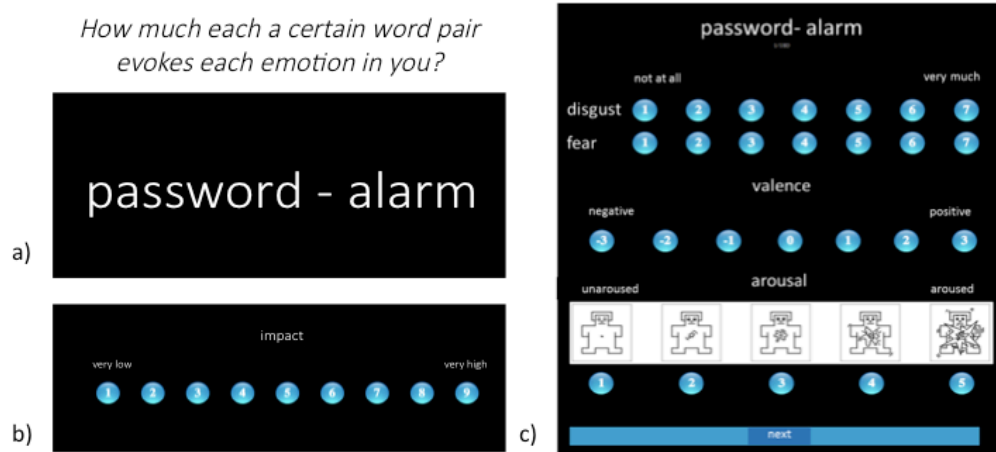 How much each a certain word pair
evokes each emotion in you?
a)
password - alarm
b)
impact
very low very high
1 2 3 4 5 6 7 8 9
c)
password- alarm
not at all very much
disgust 1 2 3 4 5 6 7
fear 1 2 3 4 5 6 7
valence
negative positive
-3 -2 -1 0 1 2 3
arousal
unaroused aroused
1 2 3 4 5
next